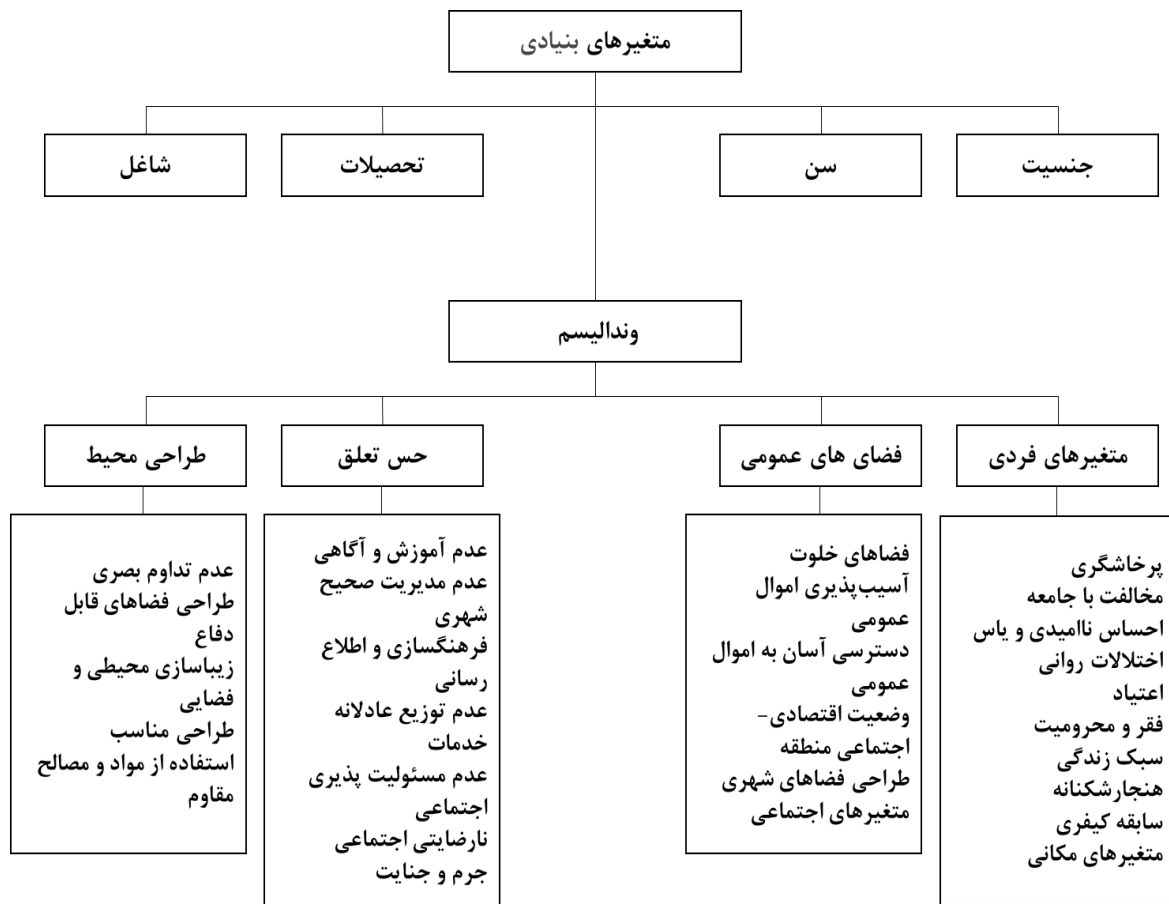 متغیرهای بنیادی
جنسیت
سن
تحصیلات
شاغل
وندالیسم
متغیرهای فردی
فضای های عمومی
حس تعلق
طراحی محیط
پرخاشگری
مخالفت با جامعه
احساس ناامیدی و یاس
اختلالات روانی
اعتیاد
فقر و محرومیت
سبک زندگی
هنجارشکنانه
سابقه کیفری
متغیرهای مکانی
فضاهای خلوت
آسیب‌پذیری اموال
عمومی
دسترسی آسان به اموال
عمومی
وضعیت اقتصادی-
اجتماعی منطقه
طراحی فضاهای شهری
متغیرهای اجتماعی
عدم آموزش و آگاهی
عدم مدیریت صحیح
شهری
فرهنگسازی و اطلاع
رسانی
عدم توزیع عادلانه
خدمات
عدم مسئولیت پذیری
اجتماعی
نارضایتی اجتماعی
جرم و جنایت
عدم تداوم بصری
طراحی فضاهای قابل
دفاع
زیباسازی محیطی و
فضایی
طراحی مناسب
استفاده از مواد و مصالح
مقاوم